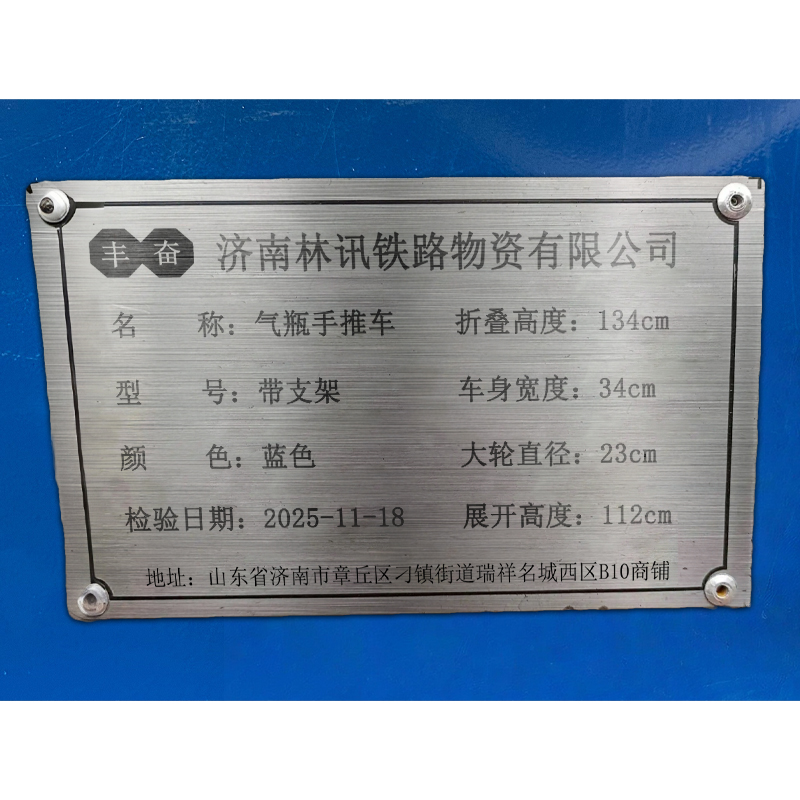 丰奋 济南林讯铁路物资有限公司
名 称：气瓶手推车 折叠高度：134cm
型 号：带支架 车身宽度：34cm
颜 色：蓝色 大轮直径：23cm
检验日期：2025-11-18 展开高度：112cm
地址：山东省济南市章丘区刁镇街道瑞祥名城西区B10商铺